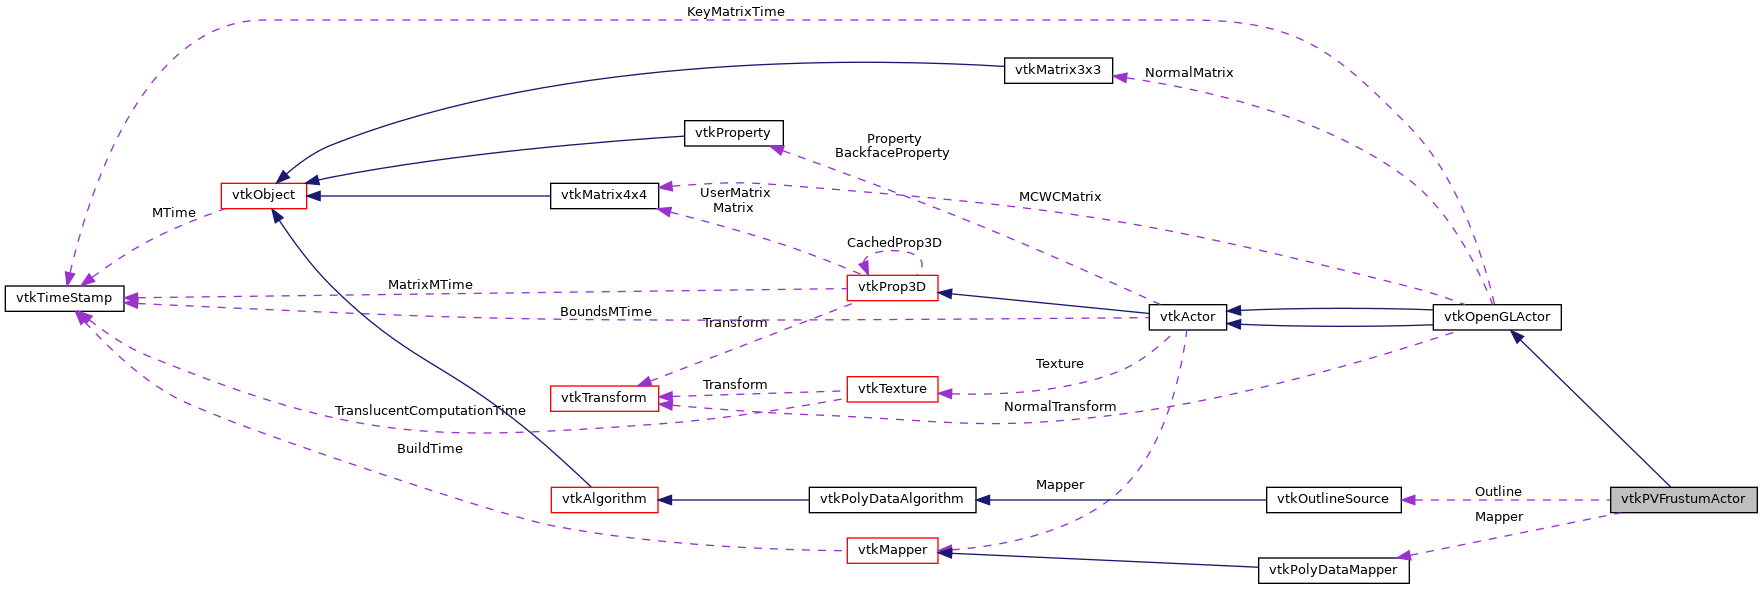 KeyMatrixTime
vtkMatrix3x3
NormalMatrix
vtkProperty
Property
BackfaceProperty
vtkObject
vtkMatrix4x4
UserMatrix
Matrix
MCWCMatrix
MTime
CachedProp3D
vtkTimeStamp
MatrixMTime
vtkProp3D
BoundsMTime
Transform
vtkActor
vtkOpenGLActor
Texture
vtkTransform
Transform
vtkTexture
TranslucentComputationTime
NormalTransform
BuildTime
Mapper
vtkAlgorithm
vtkPolyDataAlgorithm
vtkOutlineSource
Outline
vtkPVFrustumActor
Mapper
vtkMapper
vtkPolyDataMapper